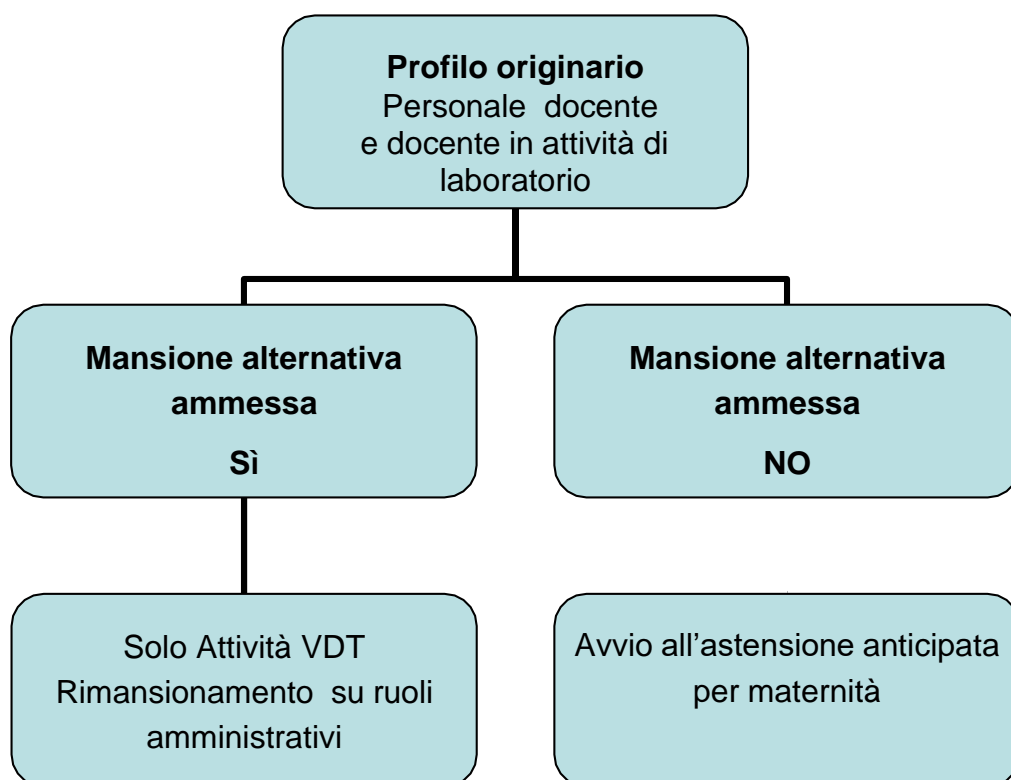 Profilo originario
Personale docente
e docente in attività di
laboratorio
Mansione alternativa
ammessa
Sì
Mansione alternativa
ammessa
NO
Solo Attività VDT
Rimansionamento su ruoli
amministrativi
Avvio all’astensione anticipata
per maternità